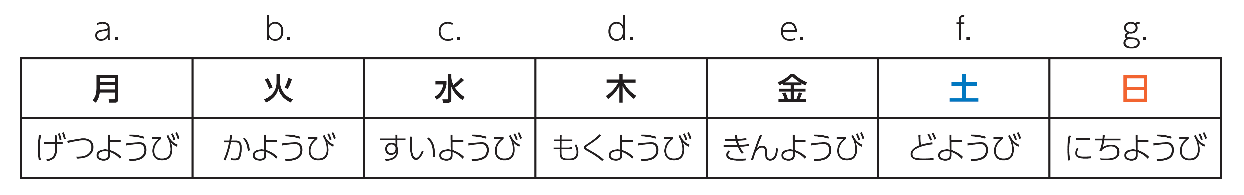 a. b. c. d. e. f. g.
月 火 水 木 金 土 日
げつようび かようび すいようび もくようび きんようび どようび にちようび